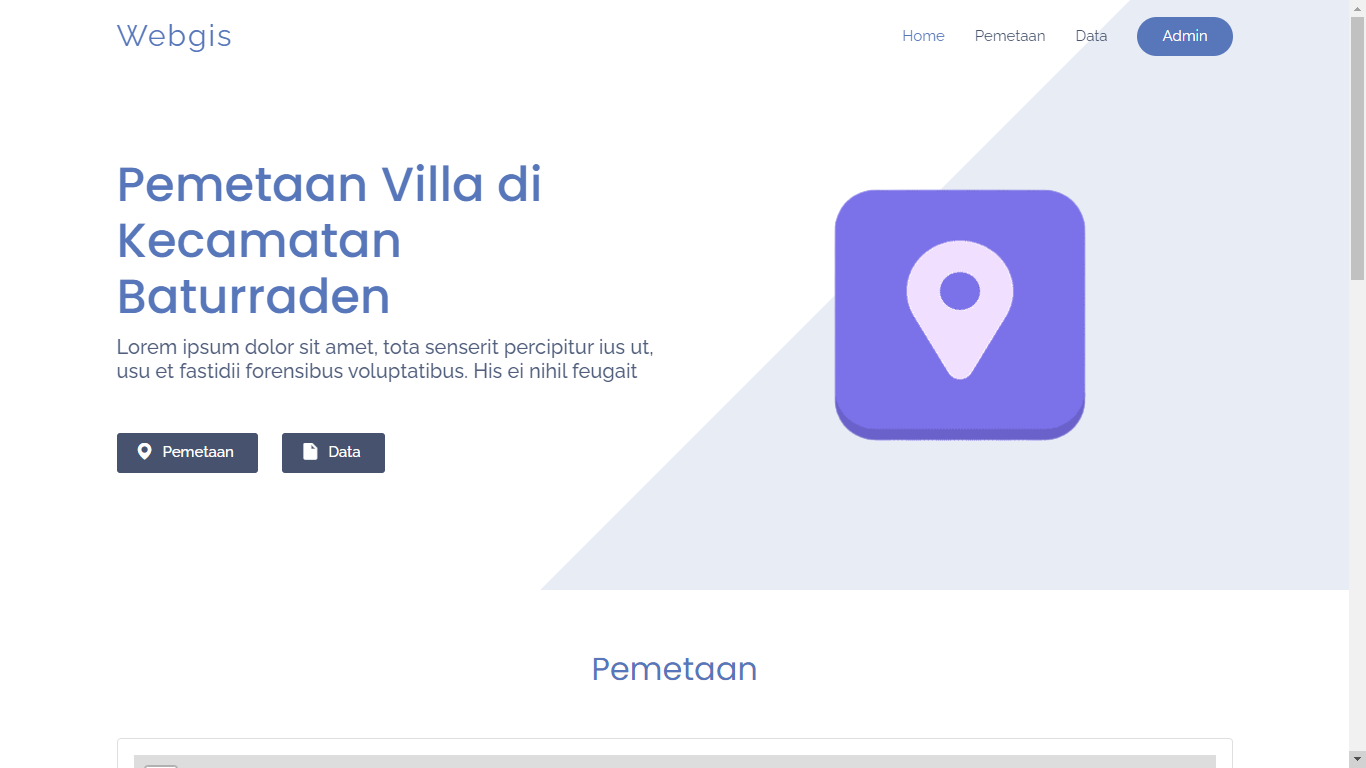 Webgis
Home
Pemetaan
Data
Admin
Pemetaan Villa di
Kecamatan
Baturraden
Lorem ipsum dolor sit amet, tota senserit percipitur ius ut,
usu et fastidii forensibus voluptatibus. His ei nihil feugait
Pemetaan
Data
Pemetaan